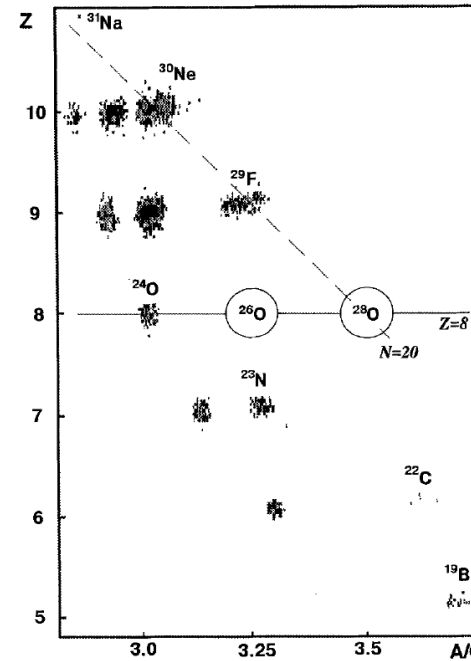 Z
³¹Na
³⁰Ne
10
²⁹F
9
²⁴O
8
²⁶O
²⁸O
Z=8
N=20
²³N
7
²²C
6
¹⁹B
5
3.0
3.25
3.5